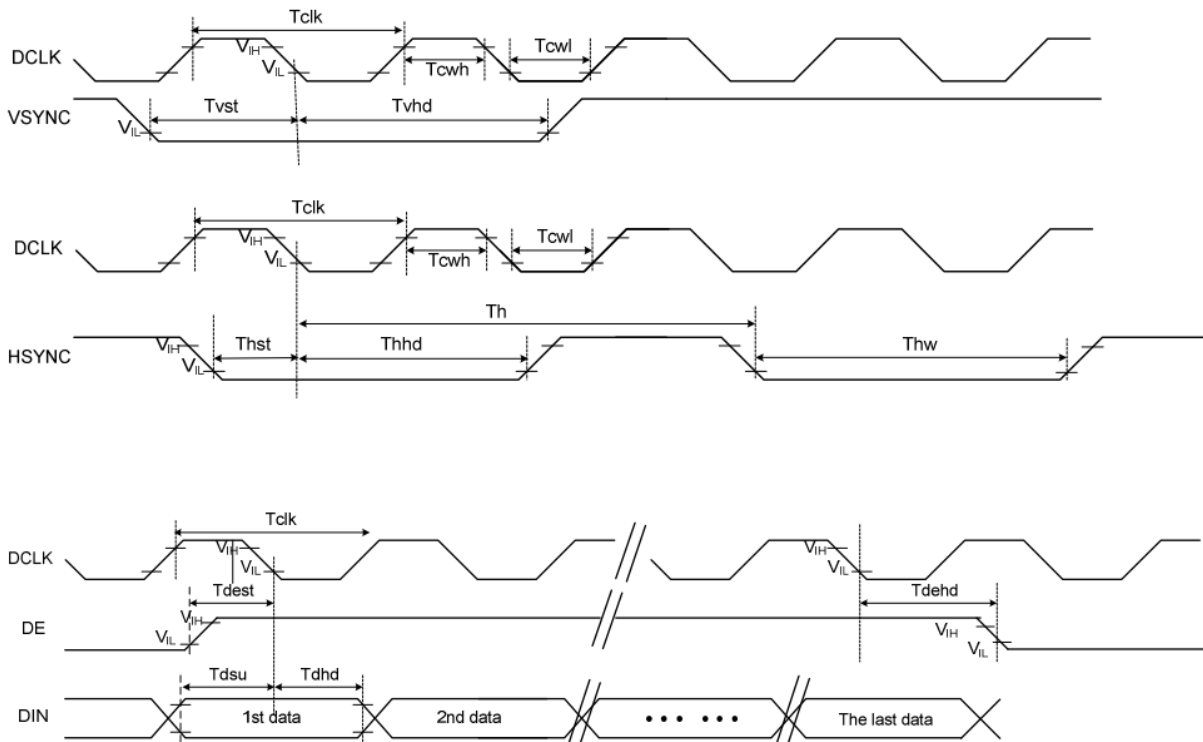 Tclk
DCLK
VIH
VIL
Tcwh
Tcwl
VSYNC
VIL
Tvst
Tvhd
Tclk
DCLK
VIH
VIL
Tcwh
Tcwl
Th
HSYNC
VIH
VIL
Thst
Thhd
Thw
Tclk
DCLK
VIH
VIL
VIH
VIL
Tdest
Tdehd
DE
VIH
VIL
VIH
VIL
Tdsu
Tdhd
DIN
1st data
2nd data
• • • • • • •
The last data